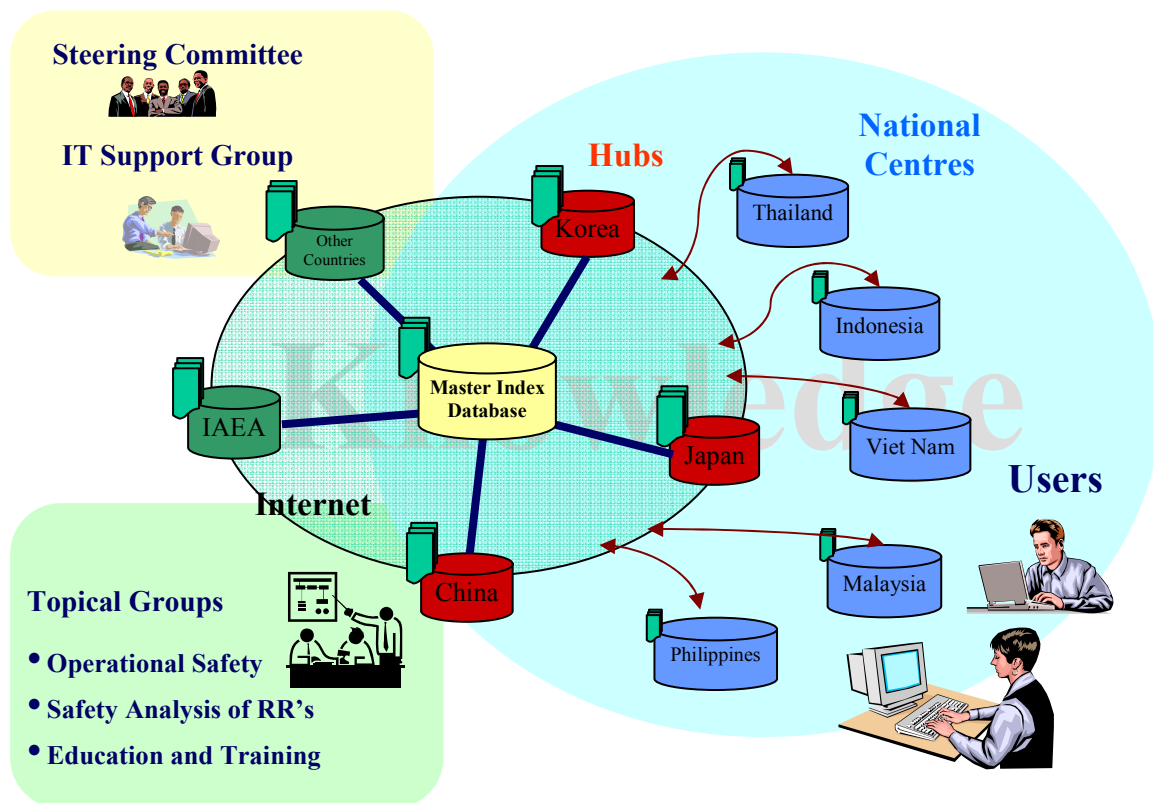 Steering Committee
IT Support Group
Hubs
National
Centres
Thailand
Korea
Other
Countries
Indonesia
Knowledge
Master Index
Database
IAEA
Japan
Viet Nam
Users
Internet
China
Malaysia
Philippines
Topical Groups
• Operational Safety
• Safety Analysis of RR's
• Education and Training